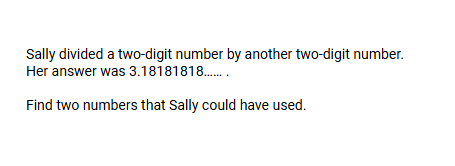 Sally divided a two-digit number by another two-digit number.
Her answer was 3.18181818...... .
Find two numbers that Sally could have used.